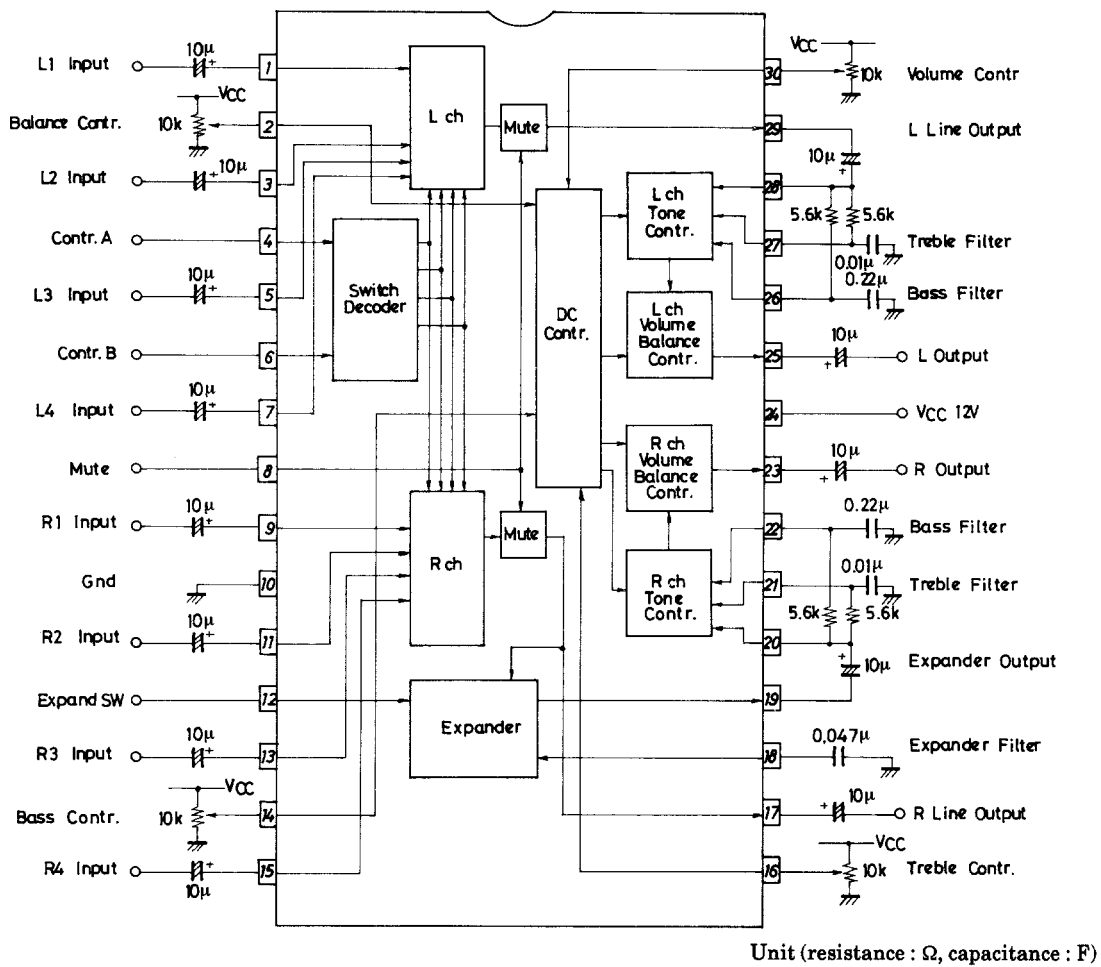 L1 Input
10μ
+
1
VCC
Balance Contr.
10k
2
L2 Input
+
10μ
3
Contr. A
4
L3 Input
10μ
+
5
Contr. B
6
L4 Input
10μ
+
7
Mute
8
R1 Input
10μ
+
9
Gnd
10
R2 Input
10μ
+
11
Expand SW
12
R3 Input
10μ
+
13
VCC
Bass Contr.
10k
14
R4 Input
+
10μ
15
L ch
Mute
Switch
Decoder
DC
Contr.
L ch
Tone
Contr.
L ch
Volume
Balance
Contr.
R ch
Volume
Balance
Contr.
R ch
Tone
Contr.
R ch
Mute
Expander
VCC
30
10k
Volume Contr
29
L Line Output
10μ
+
28
5.6k
5.6k
27
Treble Filter
0.01μ
0.22μ
26
Bass Filter
10μ
25
+
L Output
24
VCC 12V
10μ
23
+
R Output
0.22μ
22
Bass Filter
0.01μ
21
Treble Filter
5.6k
5.6k
20
+
10μ
Expander Output
19
0,047μ
18
Expander Filter
10μ
+
17
R Line Output
VCC
16
10k
Treble Contr.
Unit (resistance : Ω, capacitance : F)